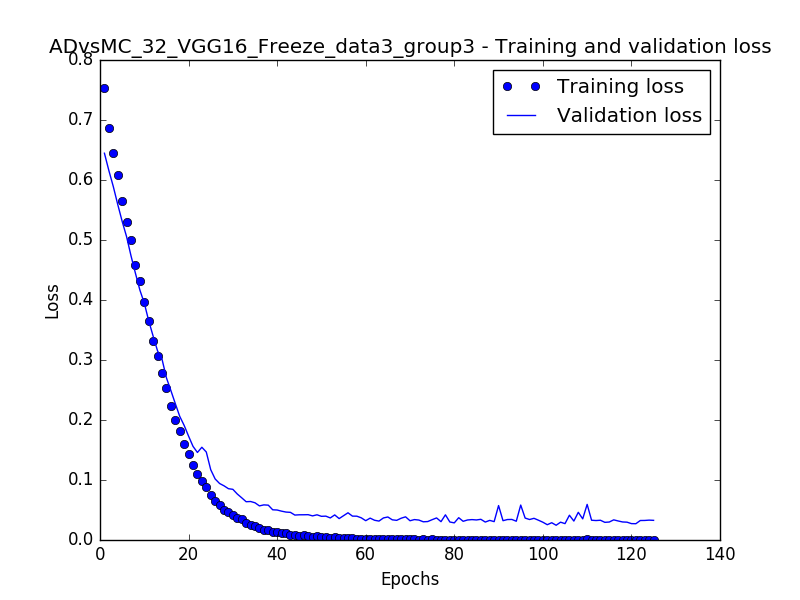 ADvsMC_32_VGG16_Freeze_data3_group3 - Training and validation loss
0.8
Training loss
Validation loss
0.7
0.6
0.5
0.4
0.3
0.2
0.1
0.0
Loss
0 20 40 60 80 100 120 140
Epochs